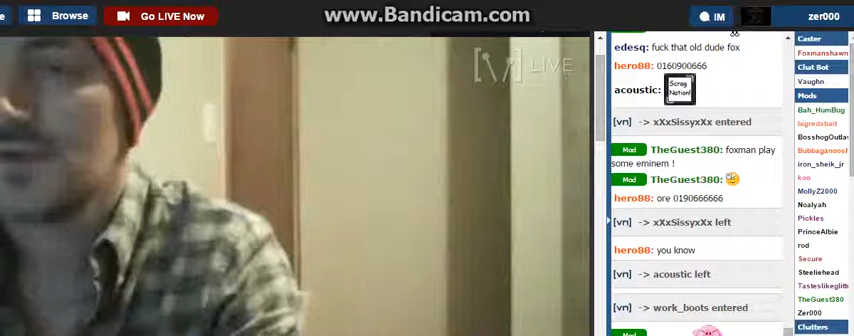 www.Bandicam.com
Browse
Go LIVE Now
IM
zer000
LIVE
edesq: fuck that old dude fox
hero88: 0160900666
acoustic: Scrog Nation!
[vn] -> xXxSissyxXx entered
Mod TheGuest380: foxman play
some eminem !
Mod TheGuest380:
hero88: ore 0190666666
[vn] -> xXxSissyxXx left
hero88: you know
[vn] acoustic left
[vn] -> work_boots entered
Mod
Caster
Foxmanshawn
Chat Bot
Vaughn
Mods
Bah_HumBug
bigredsbait
BosshogOutla
Bubbaganoosh
iron_sheik_jr
koo
MollyZ2000
Noalyah
Pickles
PrinceAlbie
rod
Secure
Steeliehead
Tasteslikeglitt
TheGuest380
Zer000
Chatters